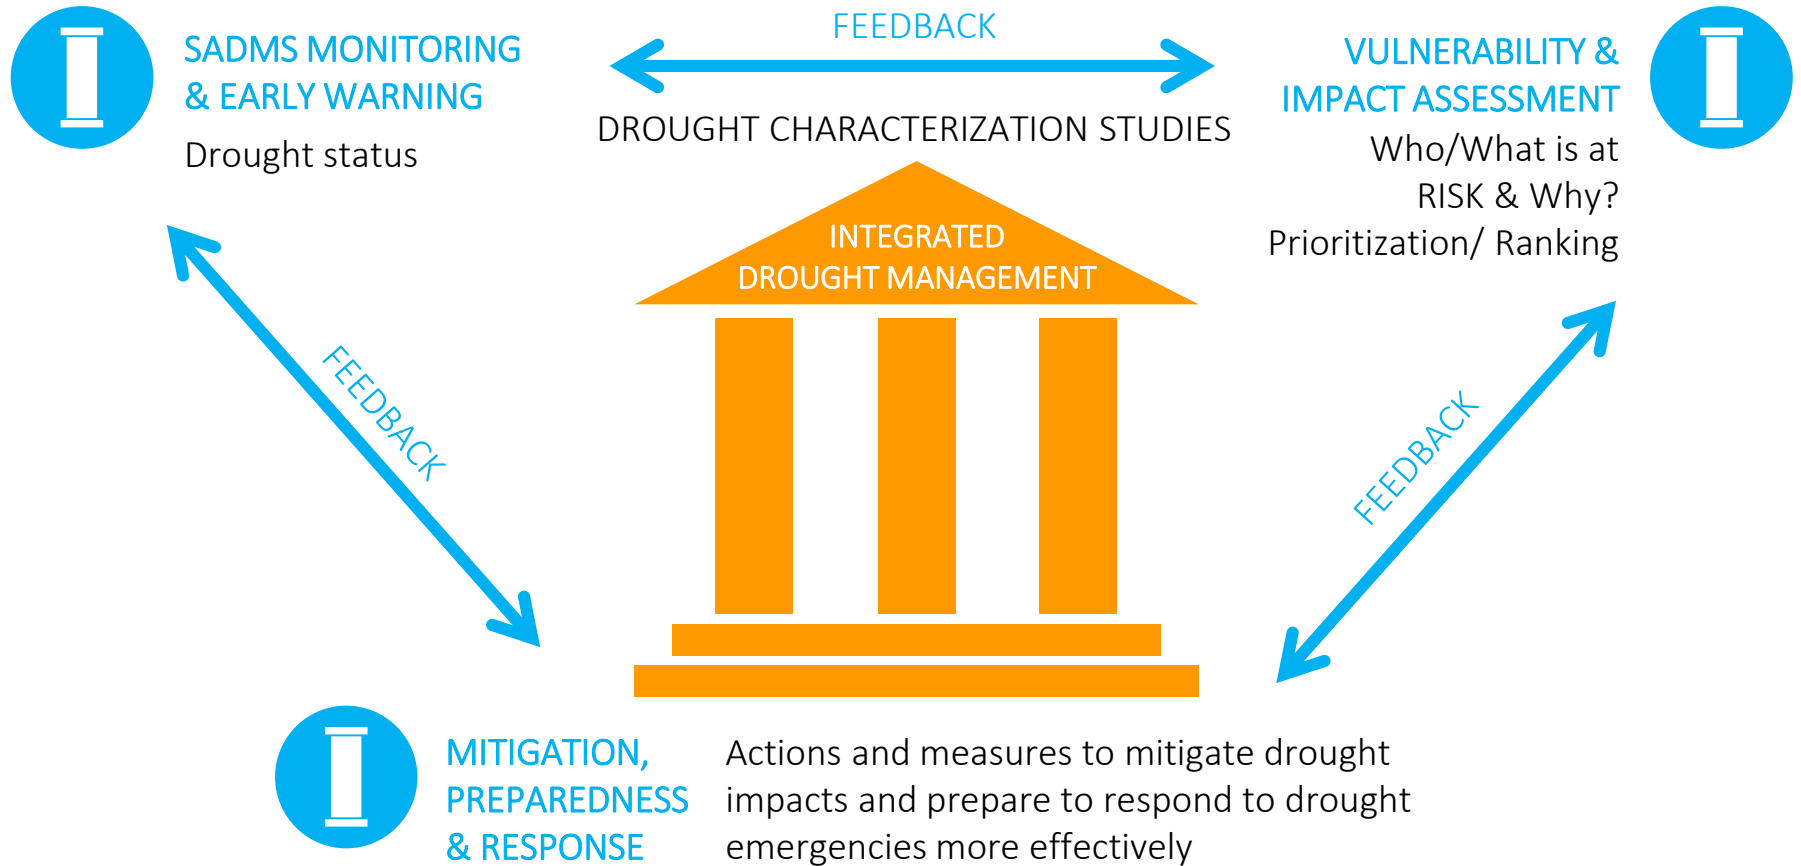 SADMS MONITORING
& EARLY WARNING
Drought status
FEEDBACK
DROUGHT CHARACTERIZATION STUDIES
VULNERABILITY &
IMPACT ASSESSMENT
Who/What is at
RISK & Why?
Prioritization/ Ranking
INTEGRATED
DROUGHT MANAGEMENT
FEEDBACK
FEEDBACK
MITIGATION,
PREPAREDNESS
& RESPONSE
Actions and measures to mitigate drought
impacts and prepare to respond to drought
emergencies more effectively